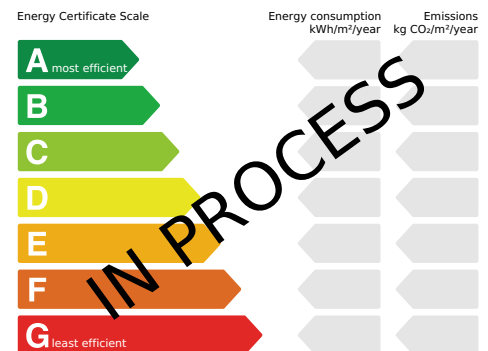 Energy Certificate Scale
Energy consumption
kWh/m²/year
Emissions
kg CO₂/m²/year
A most efficient
B
C
D
E
F
G least efficient
IN PROCESS